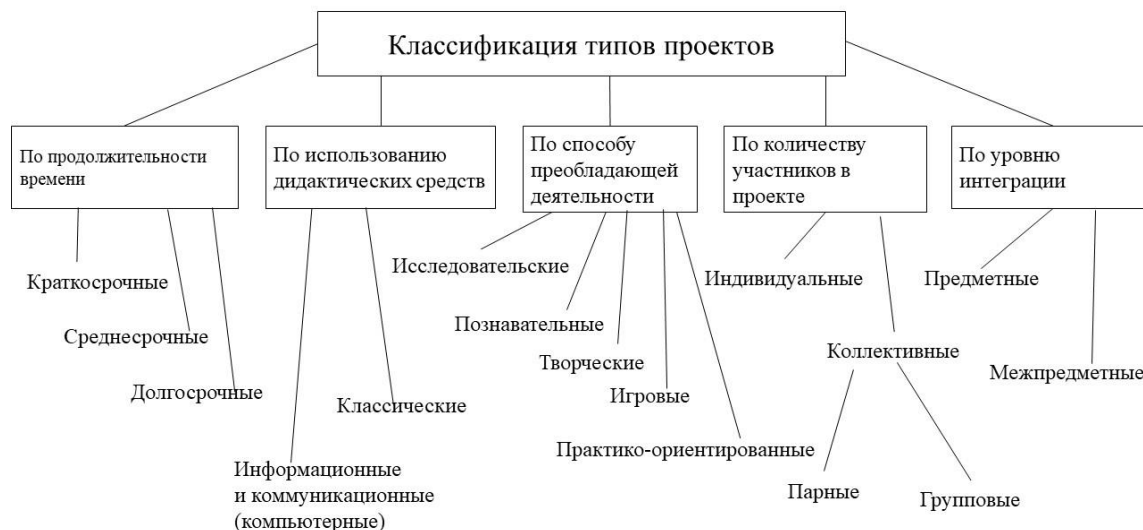 Классификация типов проектов
По продолжительности
времени
По использованию
дидактических средств
По способу
преобладающей
деятельности
По количеству
участников в
проекте
По уровню
интеграции
Краткосрочные
Среднесрочные
Долгосрочные
Информационные
и коммуникационные
(компьютерные)
Классические
Исследовательские
Познавательные
Творческие
Игровые
Практико-ориентированные
Индивидуальные
Коллективные
Парные
Групповые
Предметные
Межпредметные